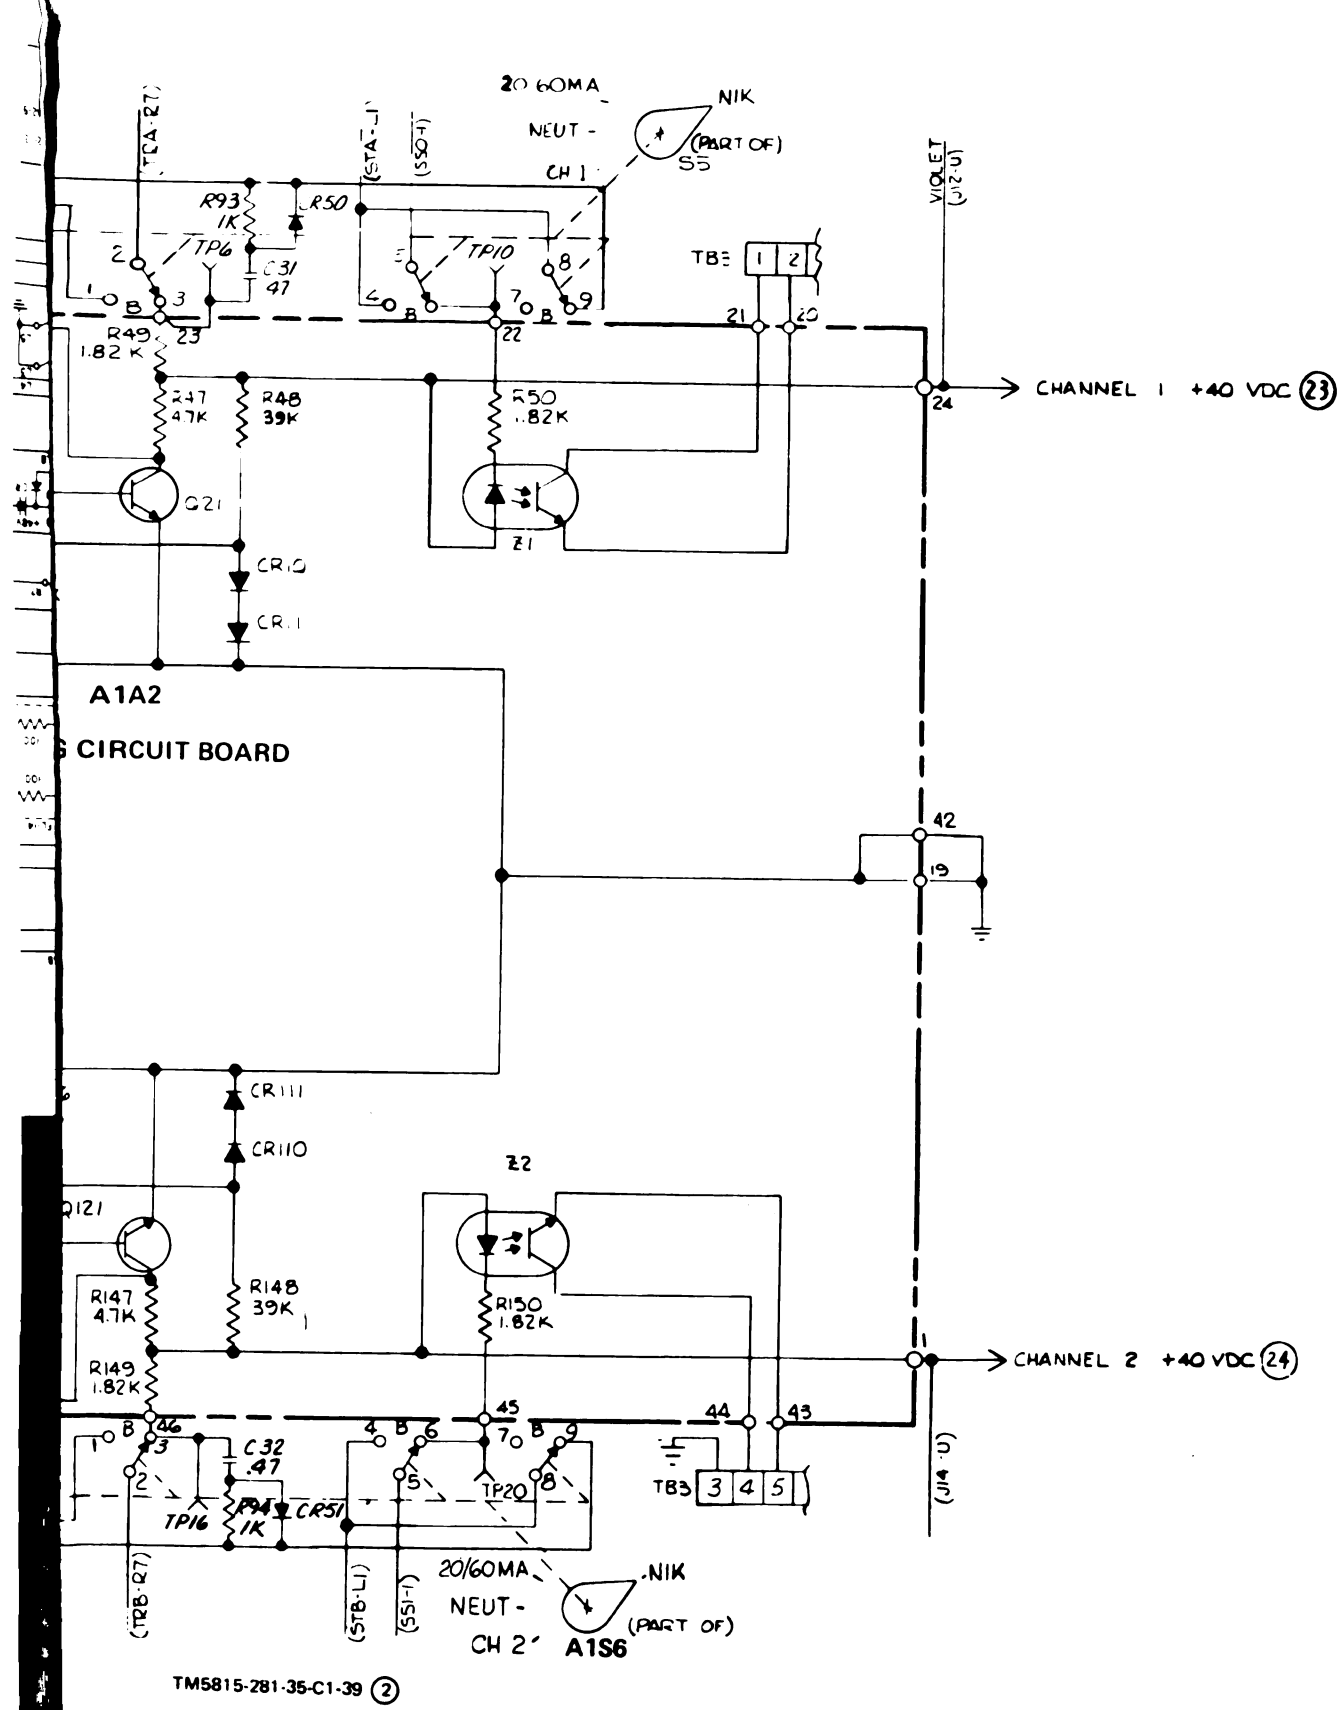 20 60MA
NIK
NEUT -
(PART OF)
S5
CH 1
VIOLET
(J12-U)
(SS0-1)
R93
1K
CR50
2
TP6
C31
.47
1
B
3
23
5
TP10
8
4
B
7
B
9
22
TB3
1
2
21
20
R49
1.82 K
R47
4.7K
R48
39K
R50
1.82K
24
CHANNEL 1 +40 VDC 23
Q21
Z1
CR10
CR11
A1A2
G CIRCUIT BOARD
42
19
CR111
CR110
Z2
Q121
R147
4.7K
R148
39K
R150
1.82K
R149
1.82K
1
CHANNEL 2 +40 VDC 24
B
46
1
3
2
C32
.47
TP16
R94
1K
CR51
4
B
6
45
7
B
9
5
TP20
8
44
43
TB3
3
4
5
(J14-U)
(TRB-R7)
(STB-L1)
(SS1-1)
20/60MA
NIK
NEUT -
(PART OF)
CH 2
A1S6
TM5815-281-35-C1-39 2